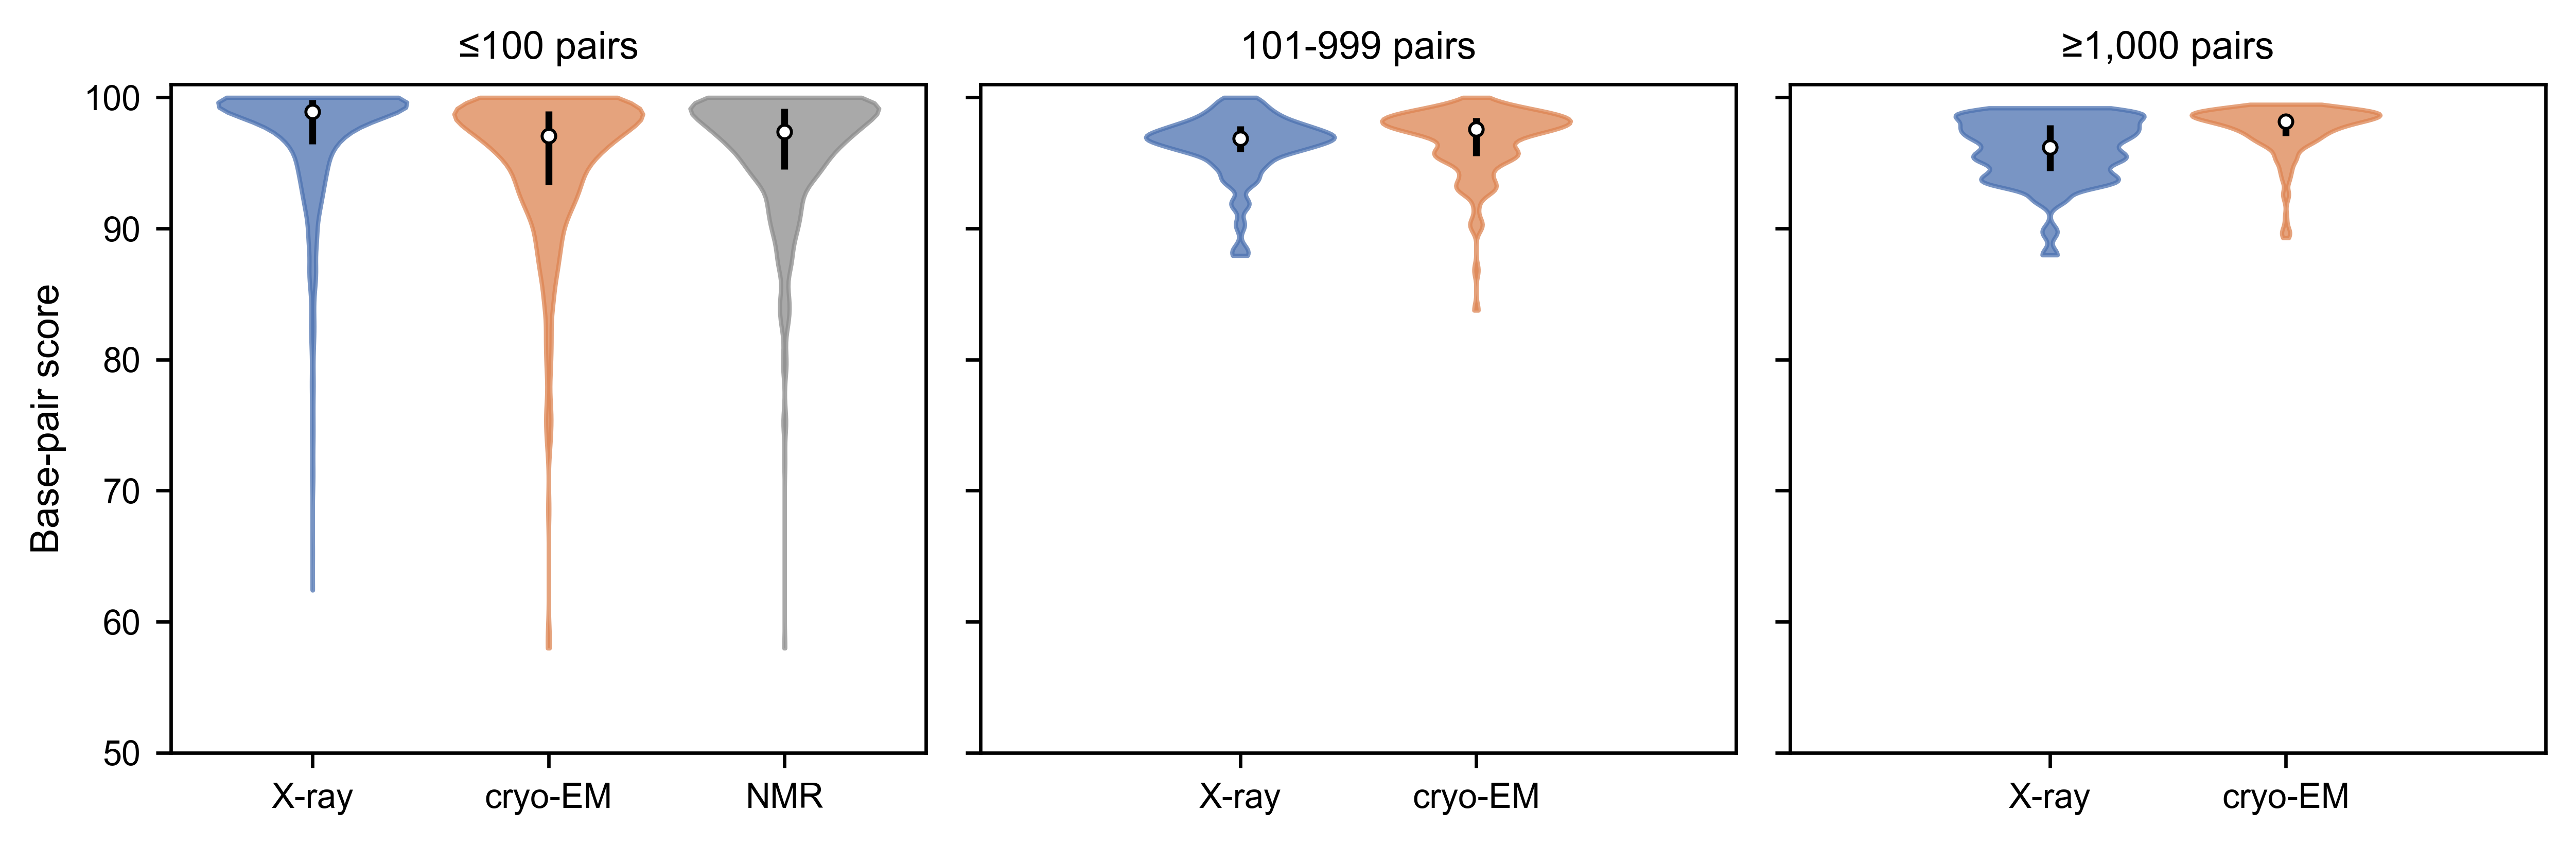 ≤100 pairs
101-999 pairs
≥1,000 pairs
Base-pair score
100
90
80
70
60
50
X-ray
cryo-EM
NMR
X-ray
cryo-EM
X-ray
cryo-EM